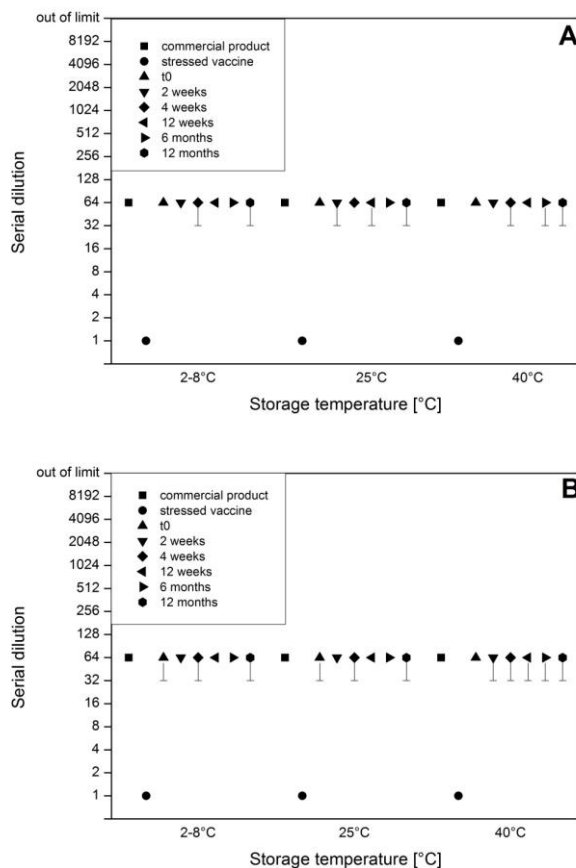 out of limit
A
8192
4096
2048
1024
512
256
128
64
32
16
8
4
2
1
Serial dilution
commercial product
stressed vaccine
t0
2 weeks
4 weeks
12 weeks
6 months
12 months
2-8°C
25°C
40°C
Storage temperature [°C]
out of limit
B
8192
4096
2048
1024
512
256
128
64
32
16
8
4
2
1
Serial dilution
commercial product
stressed vaccine
t0
2 weeks
4 weeks
12 weeks
6 months
12 months
2-8°C
25°C
40°C
Storage temperature [°C]